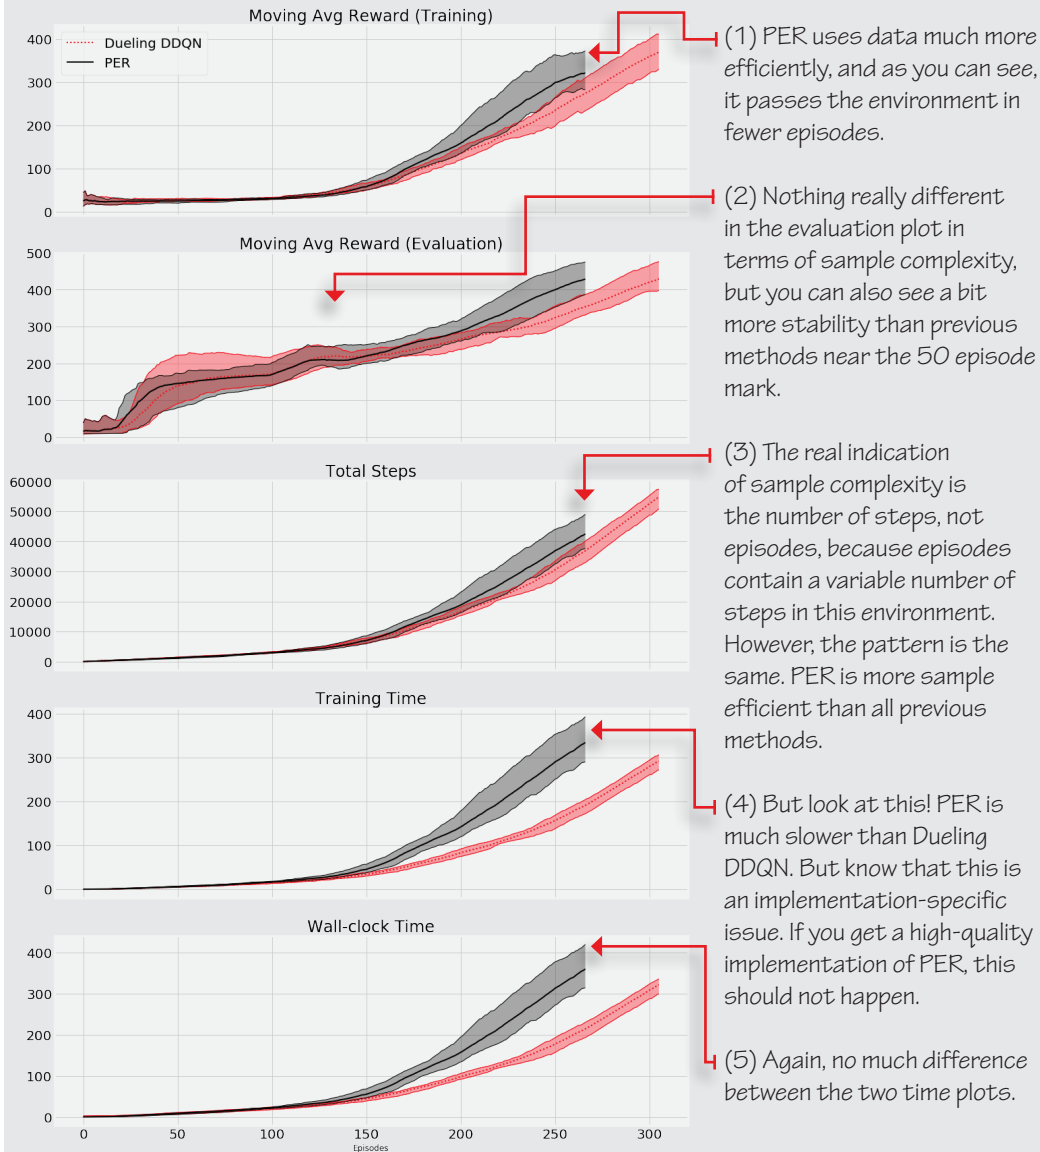 Moving Avg Reward (Training)
400
300
200
100
0
Dueling DDQN
PER
(1) PER uses data much more
efficiently, and as you can see,
it passes the environment in
fewer episodes.
Moving Avg Reward (Evaluation)
500
400
300
200
100
0
(2) Nothing really different
in the evaluation plot in
terms of sample complexity,
but you can also see a bit
more stability than previous
methods near the 50 episode
mark.
Total Steps
60000
50000
40000
30000
20000
10000
0
(3) The real indication
of sample complexity is
the number of steps, not
episodes, because episodes
contain a variable number of
steps in this environment.
However, the pattern is the
same. PER is more sample
efficient than all previous
methods.
Training Time
400
300
200
100
0
(4) But look at this! PER is
much slower than Dueling
DDQN. But know that this is
an implementation-specific
issue. If you get a high-quality
implementation of PER, this
should not happen.
Wall-clock Time
400
300
200
100
0
0 50 100 150 200 250 300
Episodes
(5) Again, no much difference
between the two time plots.